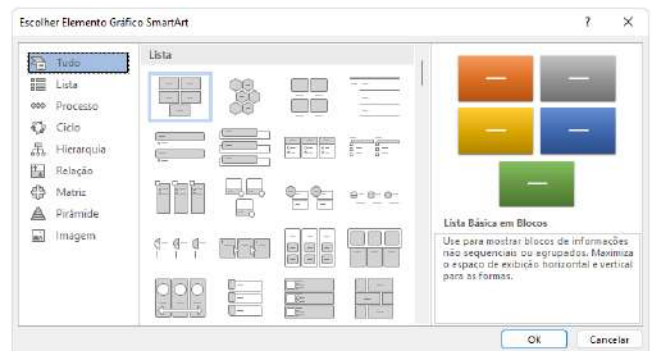 Escolher Elemento Gráfico SmartArt
? ×
Tudo
Lista
Processo
Ciclo
Hierarquia
Relação
Matriz
Pirâmide
Imagem
Lista
Lista Básica em Blocos
Use para mostrar blocos de informações
não sequenciais ou agrupados. Maximiza
o espaço de exibição horizontal e vertical
para as formas.
OK
Cancelar